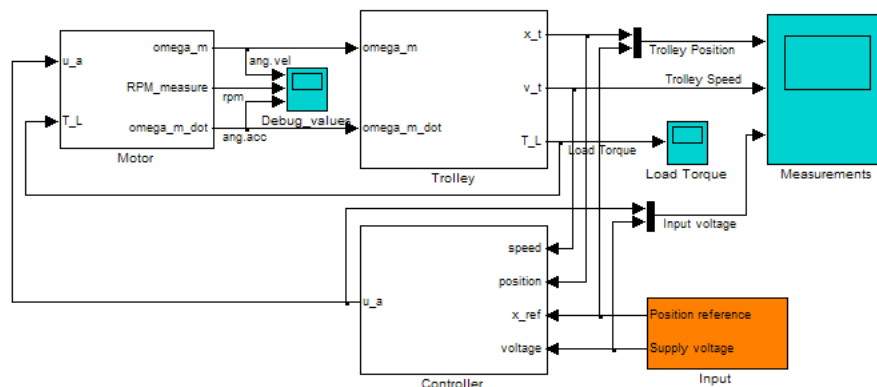 omega_m
u_a
ang.vel
RPM_measure
rpm
T_L
omega_m_dot
ang.acc
Motor
Debug_values
omega_m
omega_m_dot
x_t
v_t
T_L
Trolley
Trolley Position
Trolley Speed
Load Torque
Load Torque
Measurements
Input voltage
speed
position
u_a
x_ref
voltage
Controller
Position reference
Supply voltage
Input